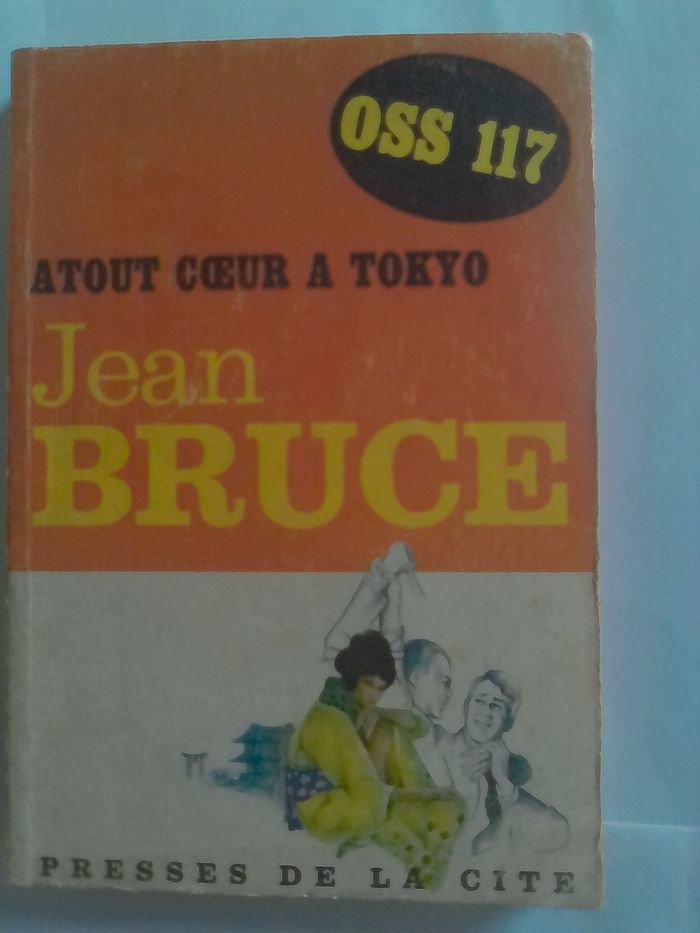 OSS 117
ATOUT CŒUR A TOKYO
Jean
BRUCE
PRESSES DE LA CITE